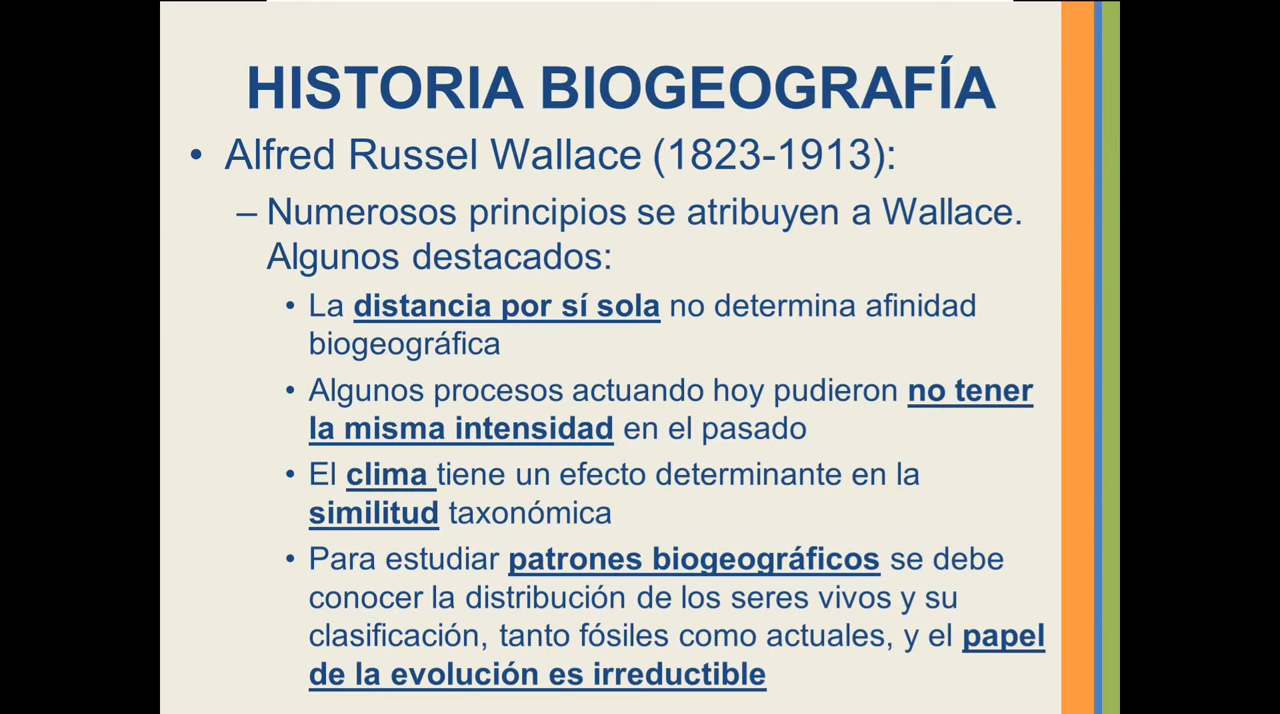 HISTORIA BIOGEOGRAFÍA
• Alfred Russel Wallace (1823-1913):
– Numerosos principios se atribuyen a Wallace.
Algunos destacados:
• La distancia por sí sola no determina afinidad
biogeográfica
• Algunos procesos actuando hoy pudieron no tener
la misma intensidad en el pasado
• El clima tiene un efecto determinante en la
similitud taxonómica
• Para estudiar patrones biogeográficos se debe
conocer la distribución de los seres vivos y su
clasificación, tanto fósiles como actuales, y el papel
de la evolución es irreductible